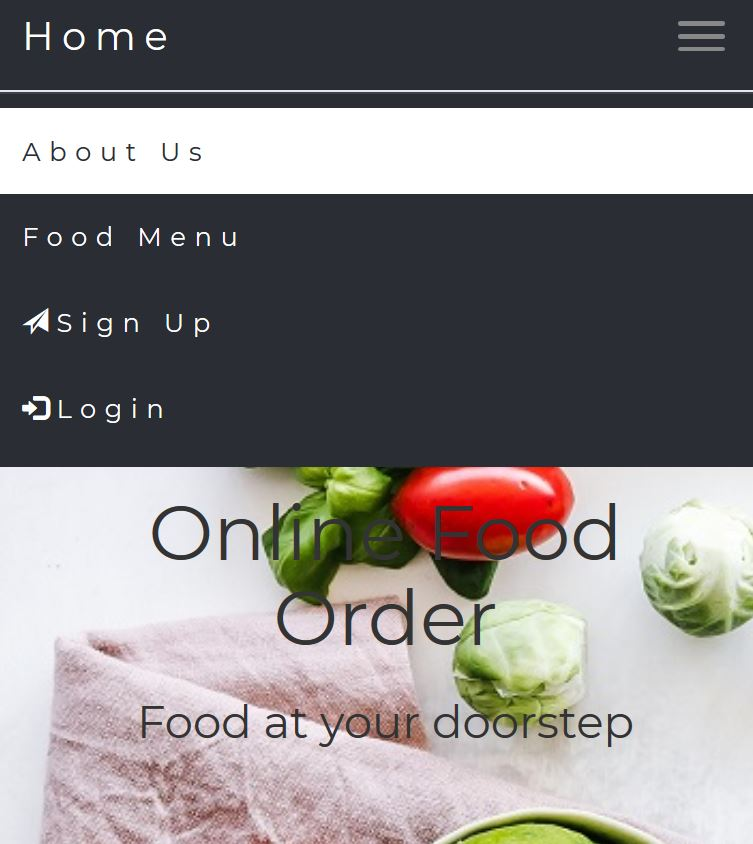 Home
About Us
Food Menu
Sign Up
Login
Online Food
Order
Food at your doorstep